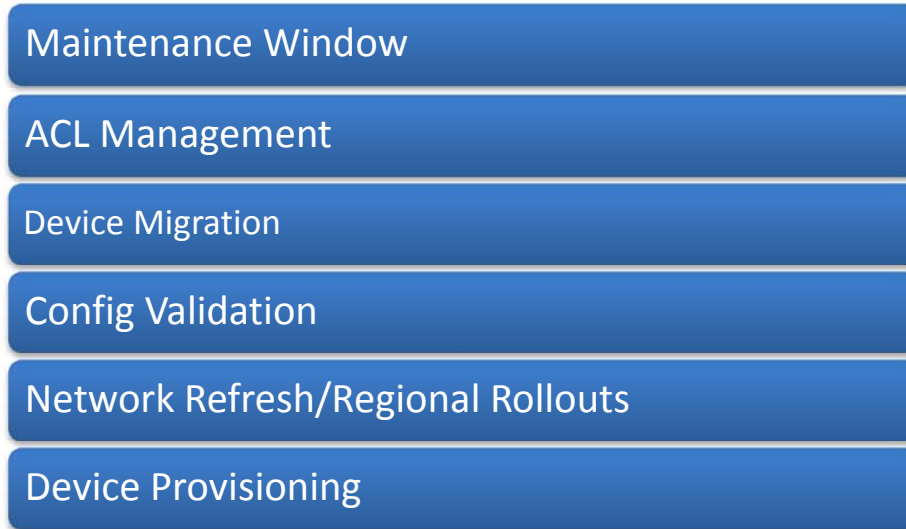 Maintenance Window
ACL Management
Device Migration
Config Validation
Network Refresh/Regional Rollouts
Device Provisioning